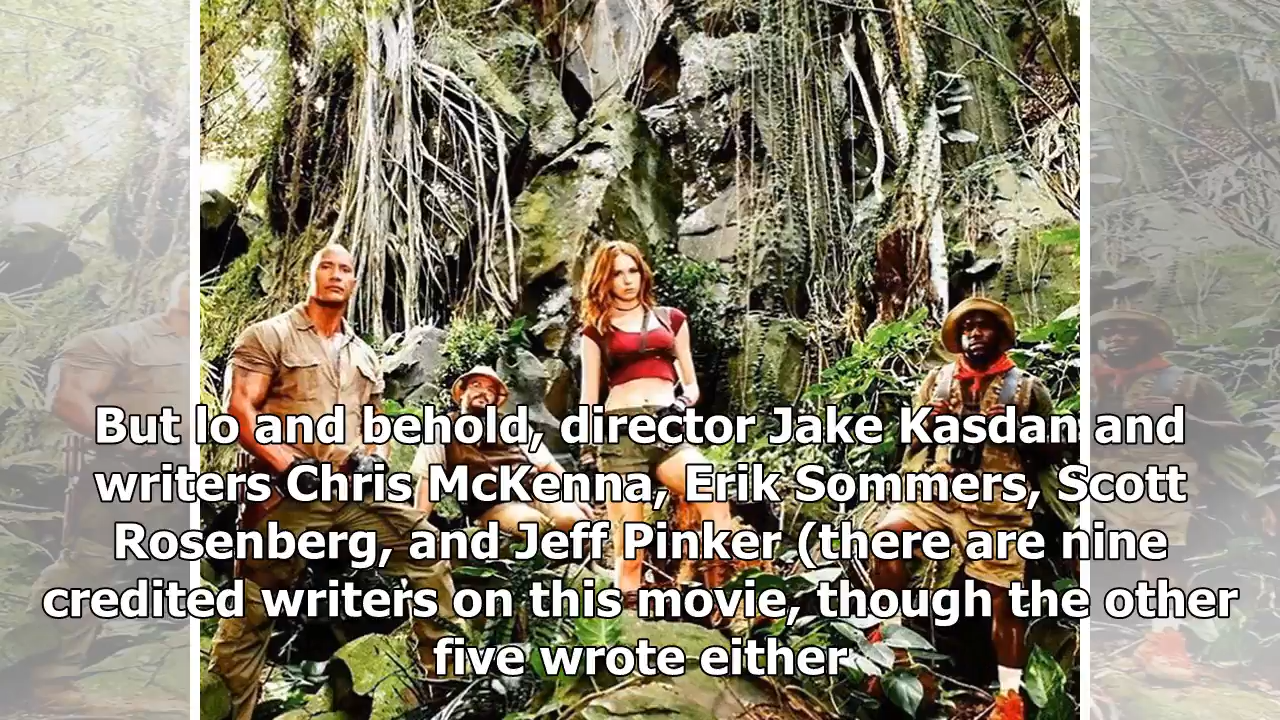 But lo and behold, director Jake Kasdan and
writers Chris McKenna, Erik Sommers, Scott
Rosenberg, and Jeff Pinker (there are nine
credited writers on this movie, though the other
five wrote either